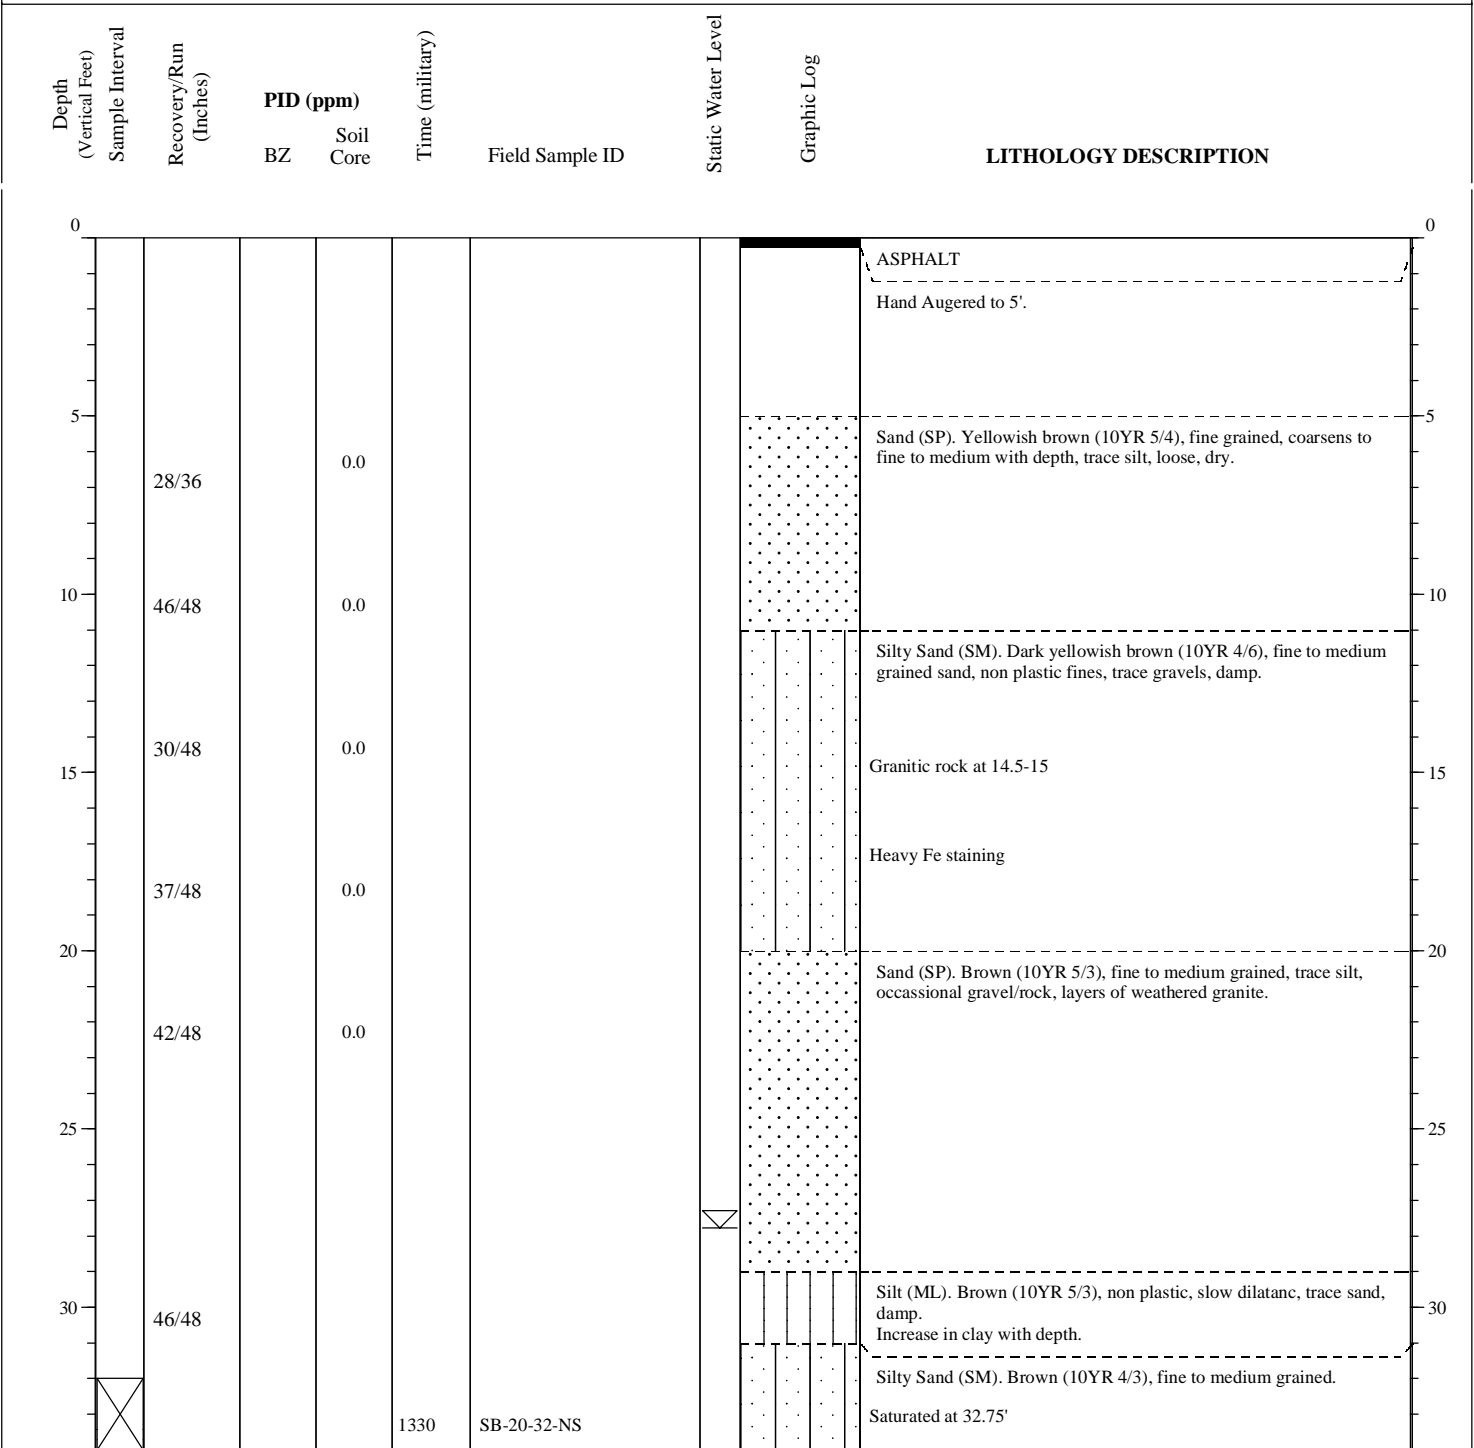 Depth
(Vertical Feet)
Sample Interval
Recovery/Run
(Inches)
PID (ppm)
BZ
Soil
Core
Time (military)
Field Sample ID
Static Water Level
Graphic Log
LITHOLOGY DESCRIPTION
0 0
ASPHALT
Hand Augered to 5'.
5 5
Sand (SP). Yellowish brown (10YR 5/4), fine grained, coarsens to
fine to medium with depth, trace silt, loose, dry.
0.0
28/36
10 10
46/48 0.0
Silty Sand (SM). Dark yellowish brown (10YR 4/6), fine to medium
grained sand, non plastic fines, trace gravels, damp.
30/48 0.0
Granitic rock at 14.5-15
15 15
Heavy Fe staining
37/48 0.0
20 20
Sand (SP). Brown (10YR 5/3), fine to medium grained, trace silt,
occassional gravel/rock, layers of weathered granite.
42/48 0.0
25 25
Silt (ML). Brown (10YR 5/3), non plastic, slow dilatanc, trace sand,
damp.
30 30
46/48
Increase in clay with depth.
Silty Sand (SM). Brown (10YR 4/3), fine to medium grained.
Saturated at 32.75'
1330 SB-20-32-NS